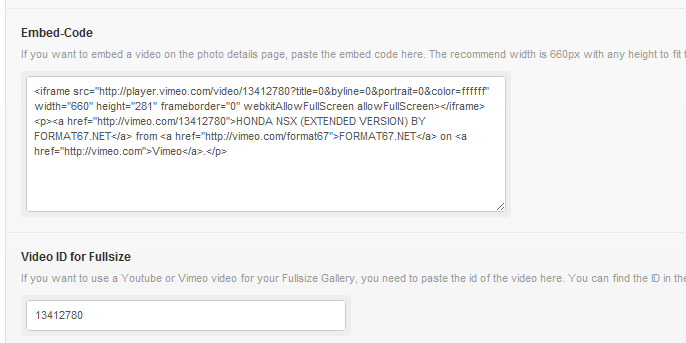 Embed-Code
If you want to embed a video on the photo details page, paste the embed code here. The recommend width is 660px with any height to fit
<iframe src="http://player.vimeo.com/video/13412780?title=0&byline=0&portrait=0&color=ffffff"
width="660" height="281" frameborder="0" webkitAllowFullScreen allowFullScreen></iframe>
<p><a href="http://vimeo.com/13412780">HONDA NSX (EXTENDED VERSION) BY
FORMAT67.NET</a> from <a href="http://vimeo.com/format67">FORMAT67.NET</a> on <a
href="http://vimeo.com">Vimeo</a>.</p>
Video ID for Fullsize
If you want to use a Youtube or Vimeo video for your Fullsize Gallery, you need to paste the id of the video here. You can find the ID in the
13412780